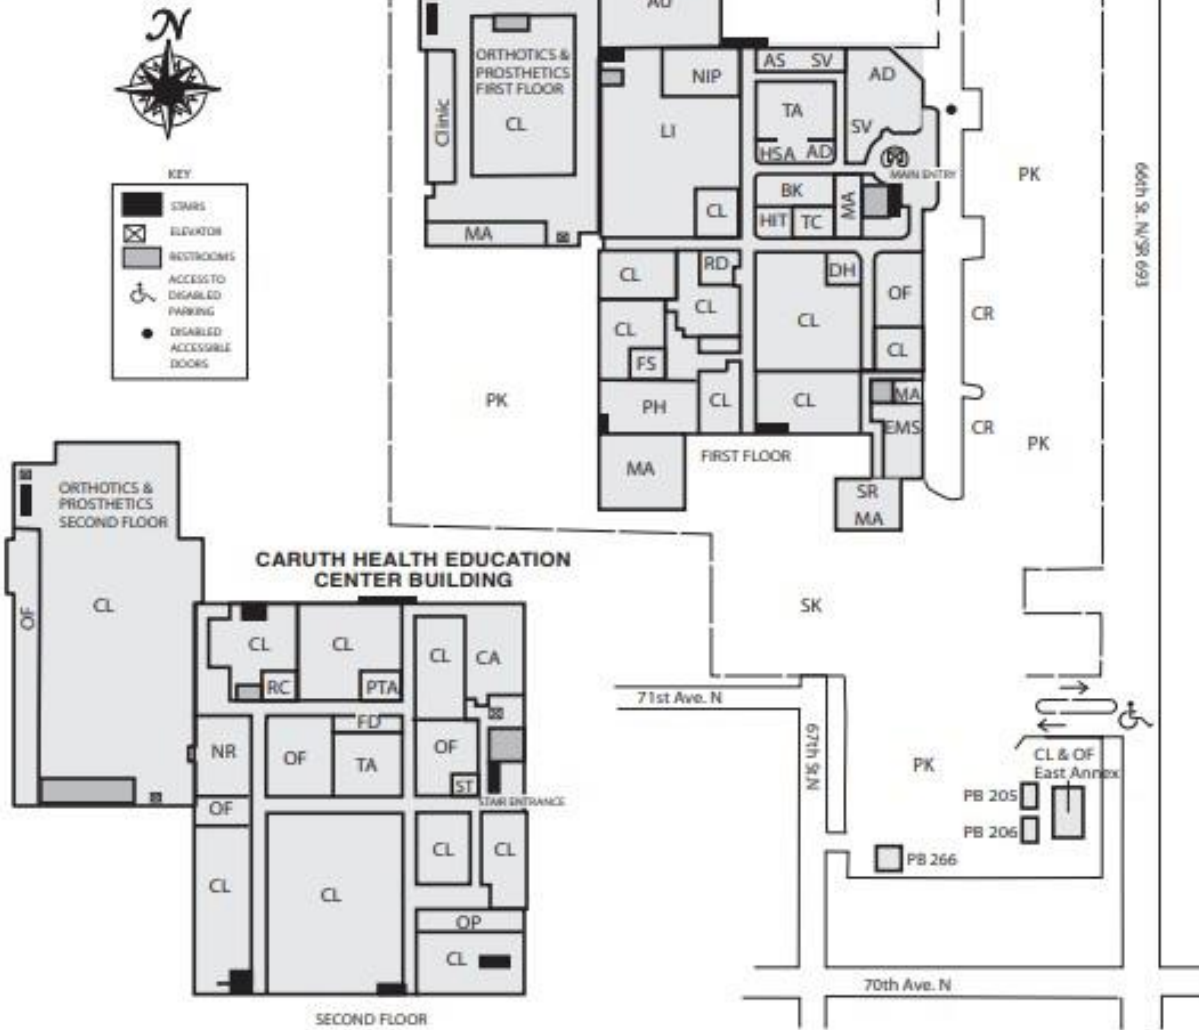 N
KEY
STAIRS
ELEVATOR
RESTROOMS
ACCESS TO
DISABLED
PARKING
DISABLED
ACCESSIBLE
DOORS
AU
ORTHOTICS &
PROSTHETICS
FIRST FLOOR
CL
Clinic
MA
NIP
LI
CL
AS SV
AD
TA
SV
HSA AD
MAIN ENTRY
BK
MA
HIT TC
CL
RD
CL
DH
OF
CL
CL
CL
FS
PH
CL
CL
MA
EMS
MA
FIRST FLOOR
SR
MA
PK
PK
CR
CR
PK
66th St. N/SR 693
ORTHOTICS &
PROSTHETICS
SECOND FLOOR
CL
OF
CARUTH HEALTH EDUCATION
CENTER BUILDING
CL
CL
CL
CA
RC
PTA
FD
NR
OF
TA
OF
ST
STAIR ENTRANCE
OF
CL
CL
CL
CL
OP
CL
SECOND FLOOR
SK
71st Ave. N
67th St.N
PK
CL & OF
East Annex
PB 205
PB 206
PB 266
70th Ave. N